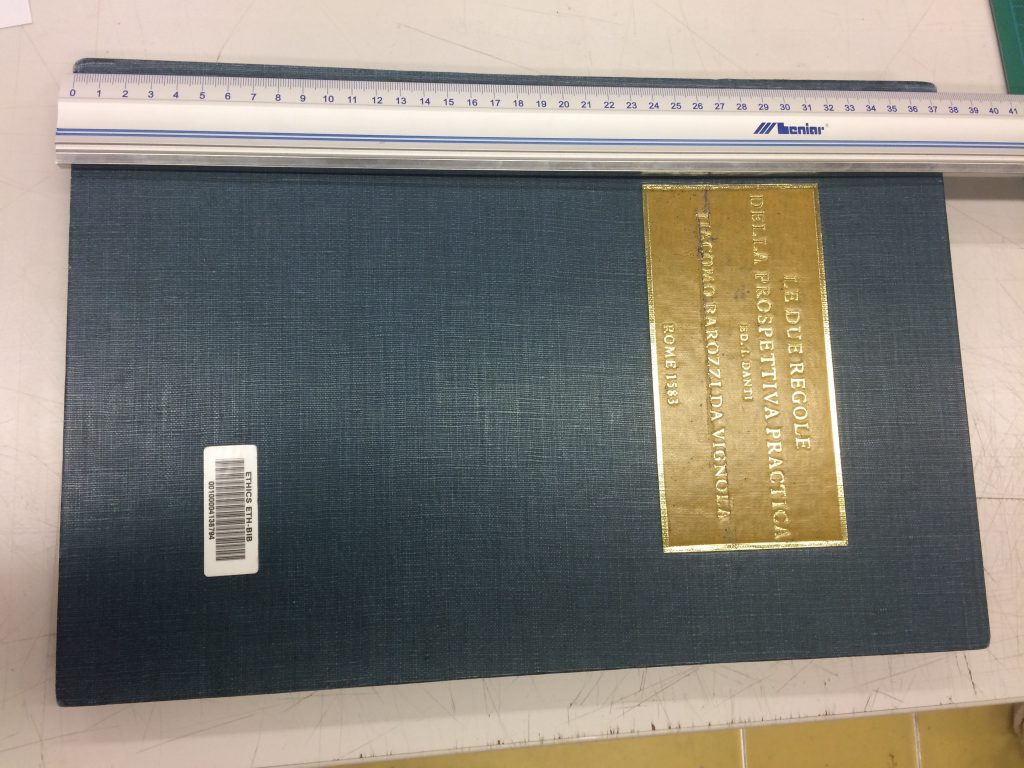 0 1 2 3 4 5 6 7 8 9 10 11 12 13 14 15 16 17 18 19 20 21 22 23 24 25 26 27 28 29 30 31 32 33 34 35 36 37 38 39 40 41
Leniar®
LE DUE REGOLE
DELLA PROSPETTIVA PRACTICA
DANTI
BAROZZI DA VIGNOLA
ROME 1583
ETHICS ETH-BIB
00100004138794